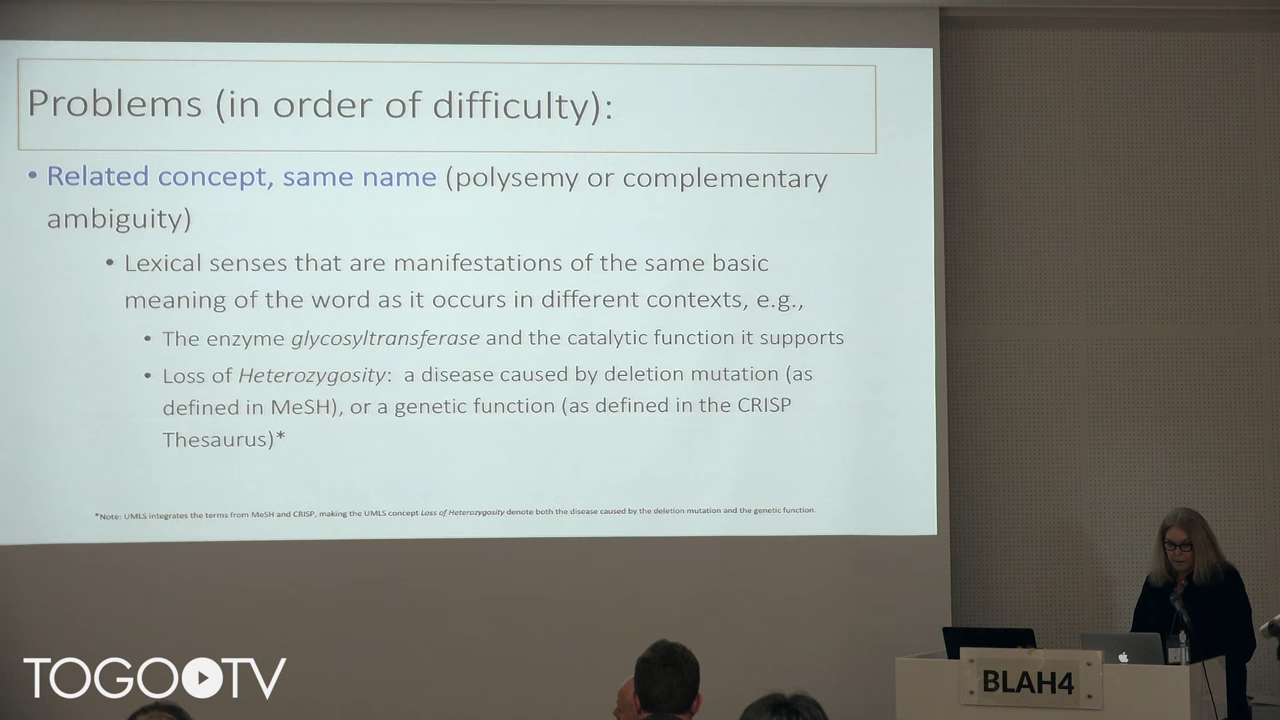 Problems (in order of difficulty):
• Related concept, same name (polysemy or complementary
ambiguity)
• Lexical senses that are manifestations of the same basic
meaning of the word as it occurs in different contexts, e.g.,
• The enzyme glycosyltransferase and the catalytic function it supports
• Loss of Heterozygosity: a disease caused by deletion mutation (as
defined in MeSH), or a genetic function (as defined in the CRISP
Thesaurus)*
*Note: UMLS integrates the terms from MeSH and CRISP, making the UMLS concept Loss of Heterozygosity denote both the disease caused by the deletion mutation and the genetic function.
BLAH4
TOGOTV